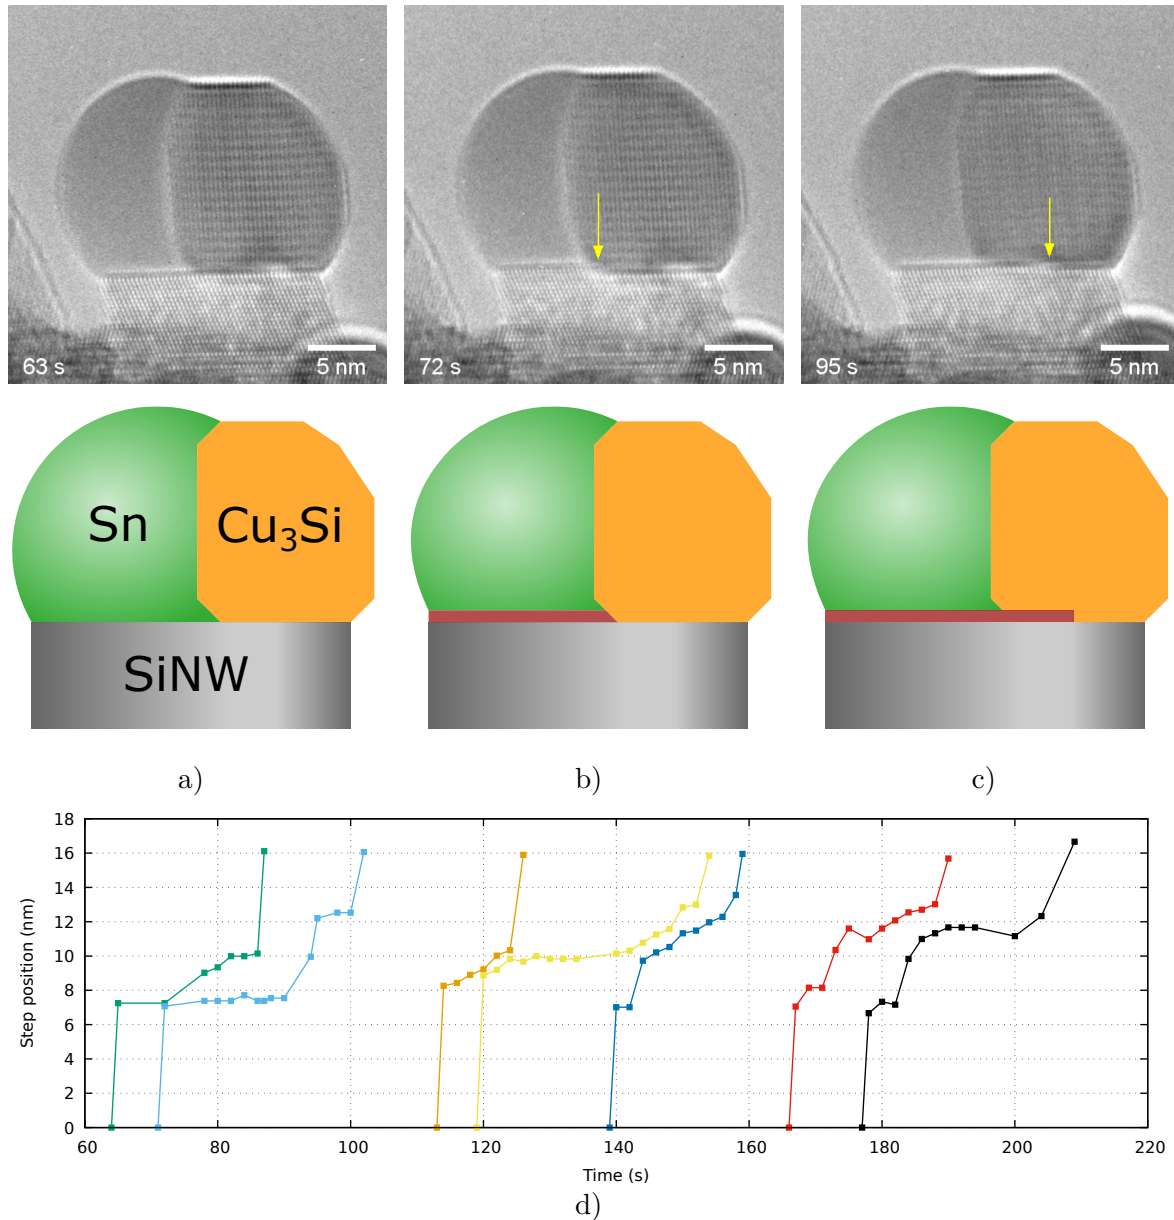 63 s
5 nm
72 s
5 nm
95 s
5 nm
Sn
Cu₃Si
SiNW
a)
b)
c)
18
16
14
12
10
8
6
4
2
0
Step position (nm)
60
80
100
120
140
160
180
200
220
Time (s)
d)